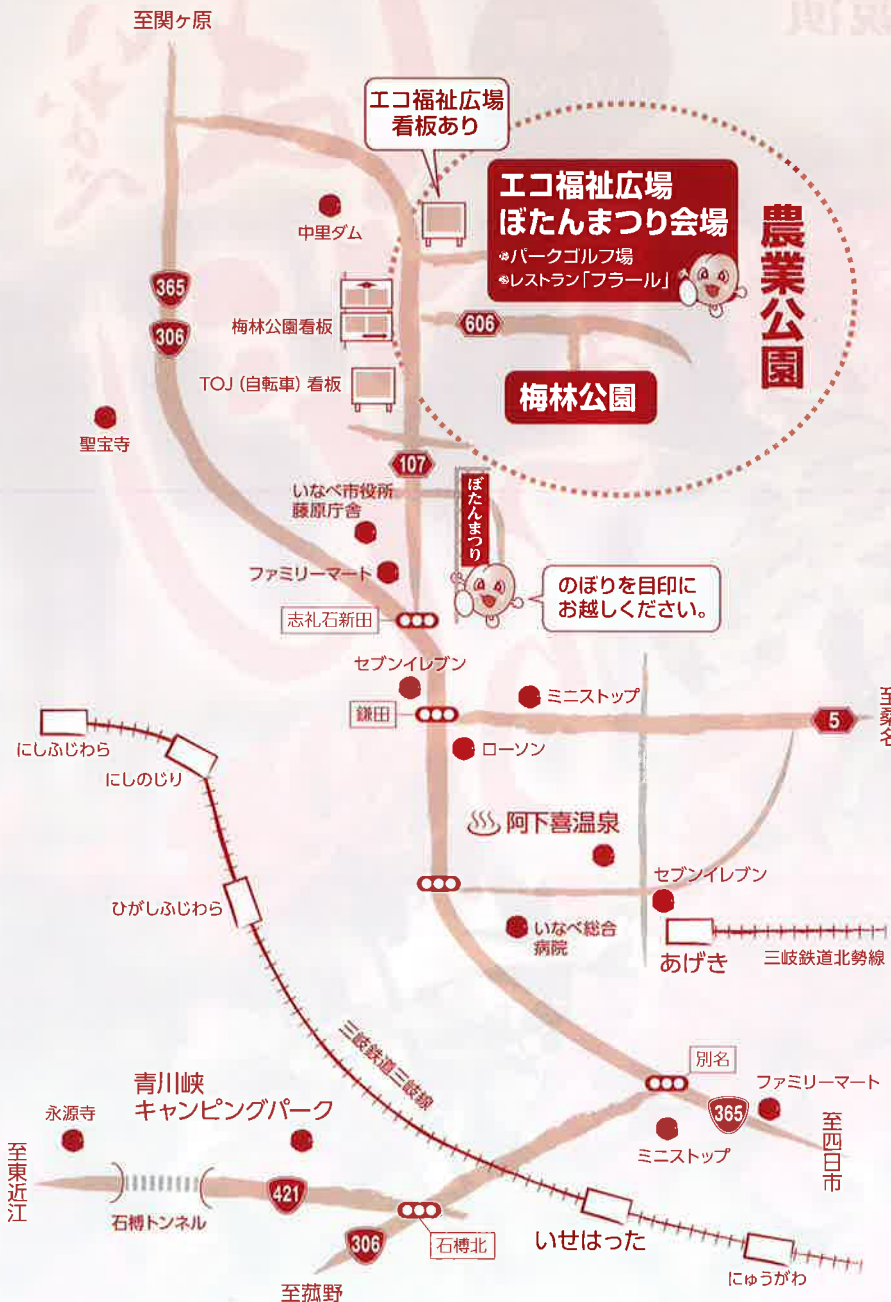 至関ヶ原
エコ福祉広場
看板あり
エコ福祉広場
ぼたんまつり会場
パークゴルフ場
レストラン「フラール」
農業公園
中里ダム
365
306
梅林公園看板
606
TOJ（自転車）看板
梅林公園
聖宝寺
107
いなべ市役所
藤原庁舎
ぼたんまつり
ファミリーマート
のぼりを目印に
お越しください。
志礼石新田
セブンイレブン
ミニストップ
鎌田
5
至桑名
ローソン
にしふじわら
にしのじり
阿下喜温泉
セブンイレブン
ひがしふじわら
いなべ総合
病院
あげき
三岐鉄道北勢線
三岐鉄道三岐線
別名
ファミリーマート
365
至四日市
ミニストップ
青川峡
キャンピングパーク
永源寺
至東近江
石榑トンネル
421
306
石榑北
いせはった
にゅうがわ
至菰野